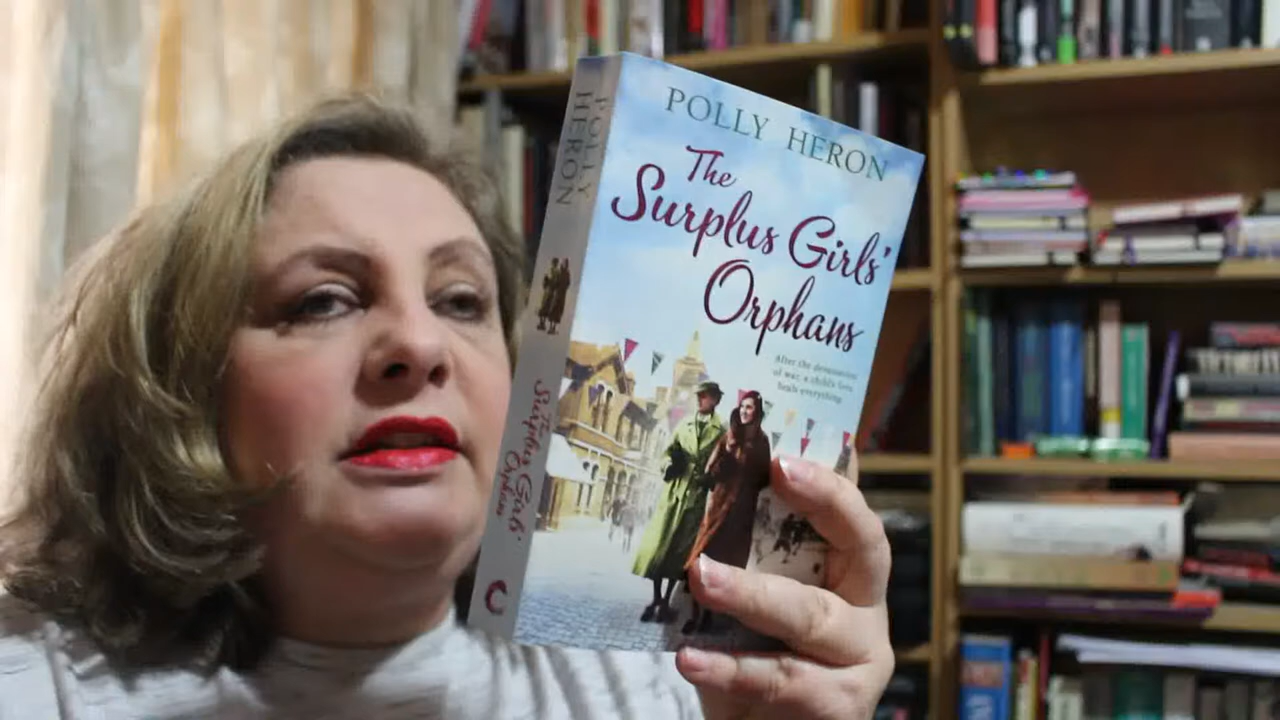 POLLY HERON
The
Surplus Girls'
Orphans
After the devastation
of war, a child's love
heals everything
POLLY
HERON
The
Surplus Girls'
Orphans